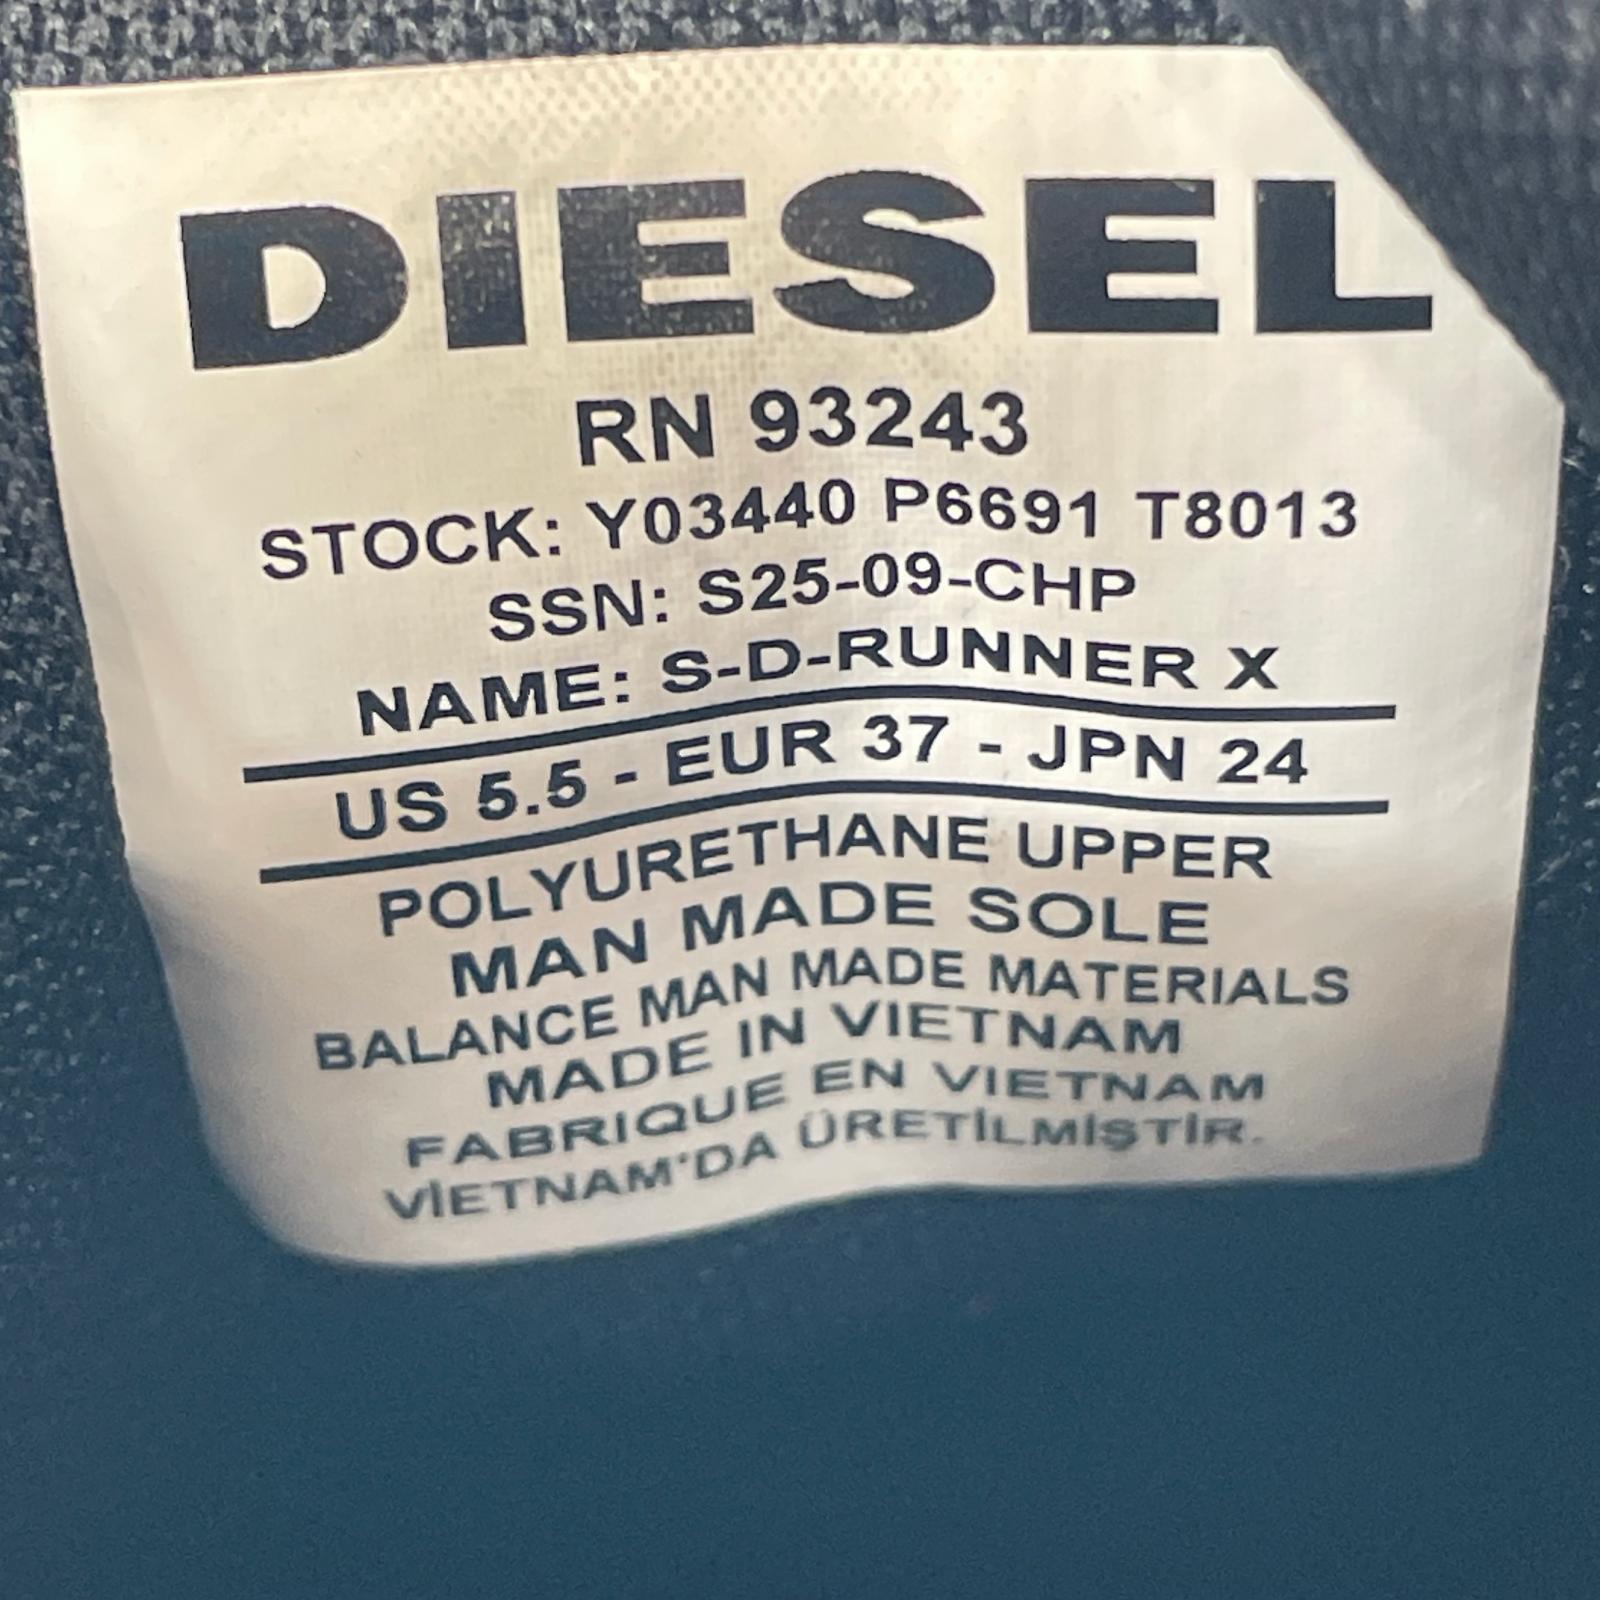 DIESEL
RN 93243
STOCK: Y03440 P6691 T8013
SSN: S25-09-CHP
NAME: S-D-RUNNER X
US 5.5 - EUR 37 - JPN 24
POLYURETHANE UPPER
MAN MADE SOLE
BALANCE MAN MADE MATERIALS
MADE IN VIETNAM
FABRIQUE EN VIETNAM
VİETNAM'DA ÜRETİLMİŞTİR.